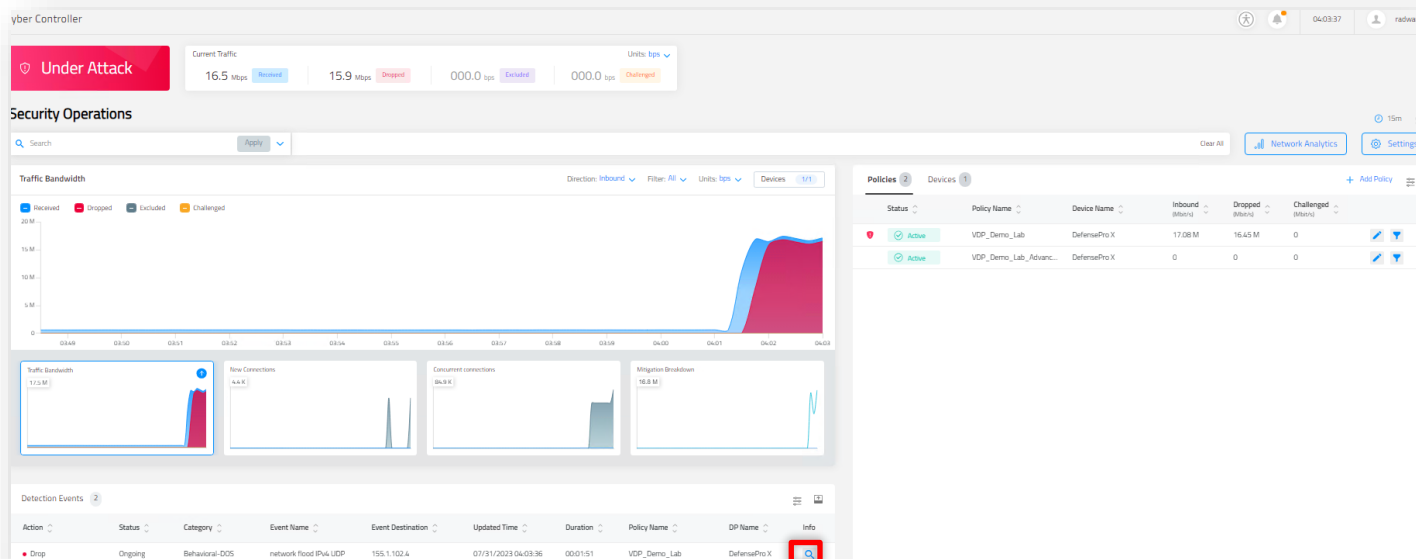 yber Controller
04:03:37
radwa
Under Attack
Current Traffic
Units: bps
16.5 Mbps Received
15.9 Mbps Dropped
000.0 bps Excluded
000.0 bps Challenged
Security Operations
15m
Search
Apply
Clear All
Network Analytics
Settings
Traffic Bandwidth
Direction: Inbound
Filter: All
Units: bps
Devices 1/1
Received Dropped Excluded Challenged
20 M
15 M
10 M
5 M
0
03:49 03:50 03:51 03:52 03:53 03:54 03:55 03:56 03:57 03:58 03:59 04:00 04:01 04:02 04:03
Traffic Bandwidth
1
17.5 M
New Connections
4.4 K
Concurrent connections
84.9 K
Mitigation Breakdown
16.8 M
Policies 2
Devices 1
+ Add Policy
Status Policy Name Device Name Inbound (Mbit/s) Dropped (Mbit/s) Challenged (Mbit/s)
Active VDP_Demo_Lab DefensePro X 17.08 M 16.45 M 0
Active VDP_Demo_Lab_Advanc... DefensePro X 0 0 0
Detection Events 2
Action Status Category Event Name Event Destination Updated Time Duration Policy Name DP Name Info
Drop Ongoing Behavioral-DOS network flood IPv4 UDP 155.1.102.4 07/31/2023 04:03:36 00:01:51 VDP_Demo_Lab DefensePro X